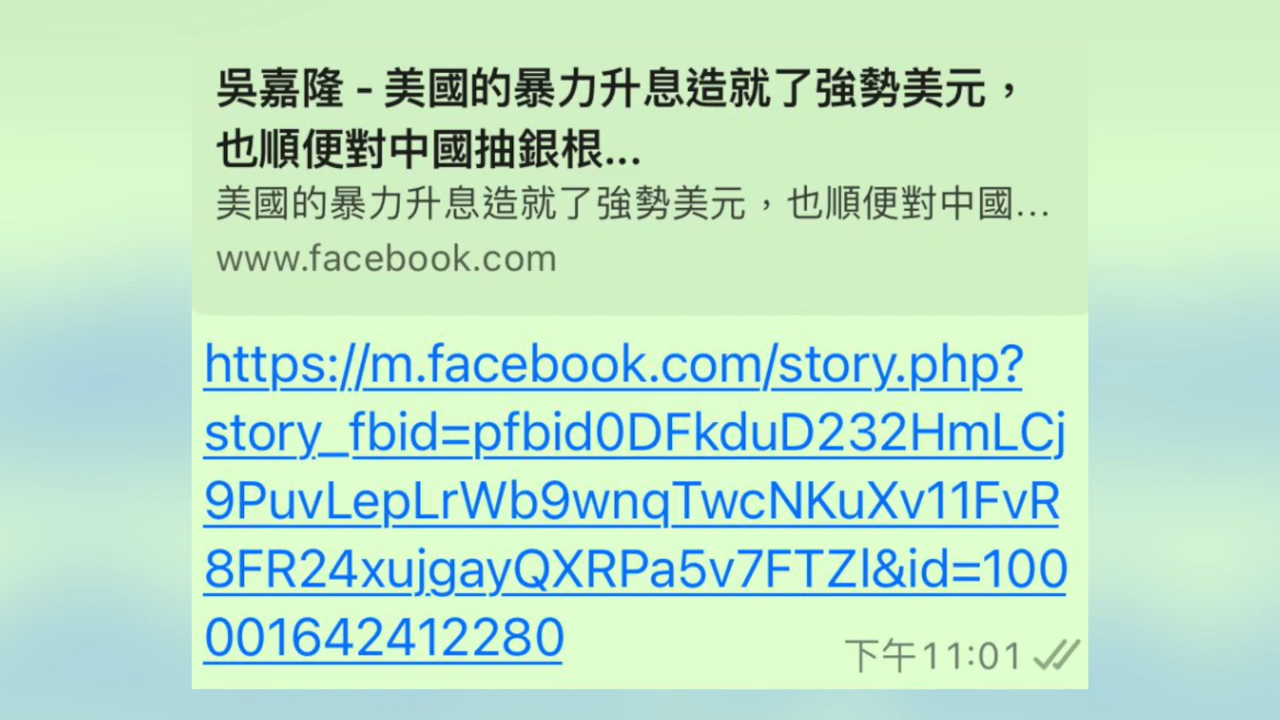 吳嘉隆 - 美國的暴力升息造就了強勢美元，
也順便對中國抽銀根...
美國的暴力升息造就了強勢美元，也順便對中國...
www.facebook.com
https://m.facebook.com/story.php?
story_fbid=pfbid0DFkduD232HmLCj
9PuvLepLrWb9wnqTwcNKuXv11FvR
8FR24xujgayQXRPa5v7FTZl&id=100
001642412280
下午11:01